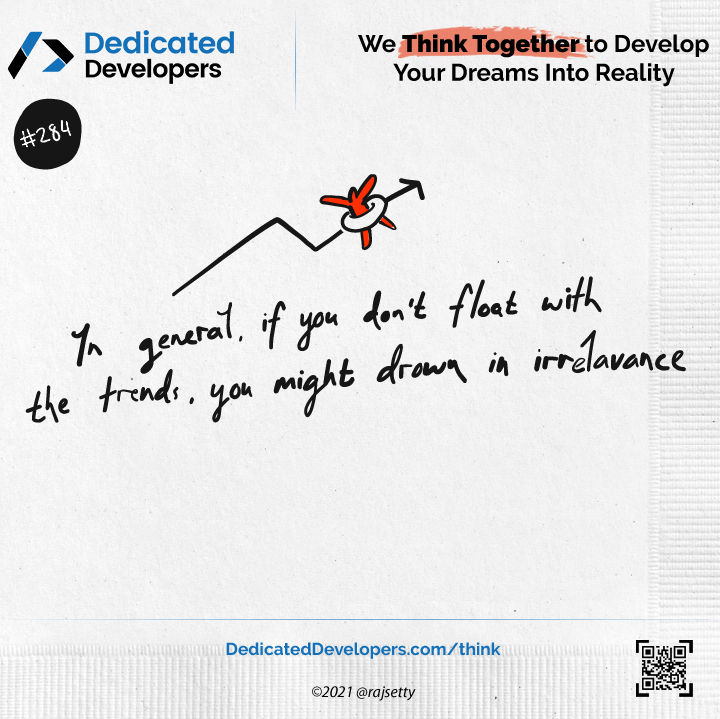 Dedicated
Developers
We Think Together to Develop
Your Dreams Into Reality
#284
In general, if you don't float with
the trends, you might drown in irrelavance
DedicatedDevelopers.com/think
©2021 @rajsetty